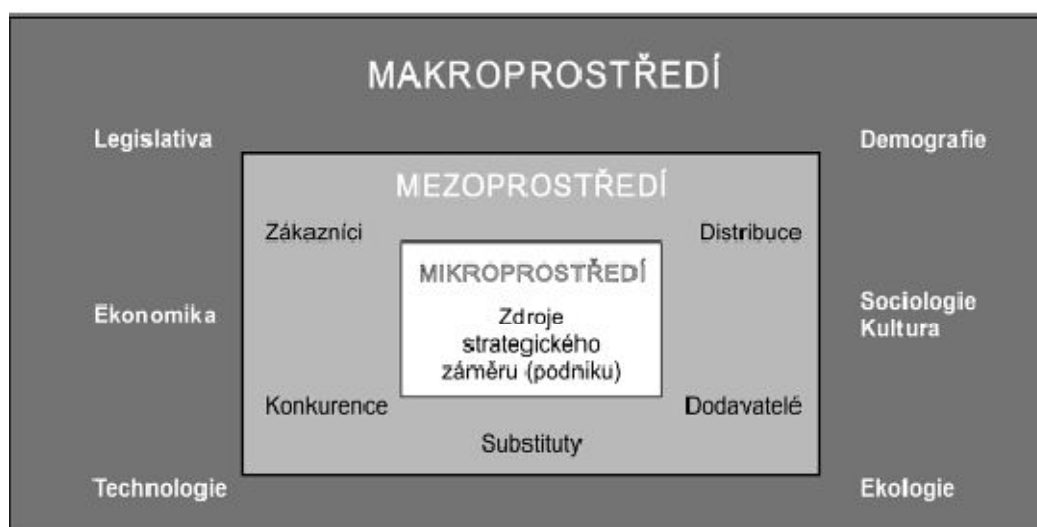 MAKROPROSTŘEDÍ
Legislativa
Demografie
MEZOPROSTŘEDÍ
Zákazníci
Distribuce
MIKROPROSTŘEDÍ
Zdroje
strategického
záměru (podniku)
Ekonomika
Sociologie
Kultura
Konkurence
Dodavatelé
Substituty
Technologie
Ekologie